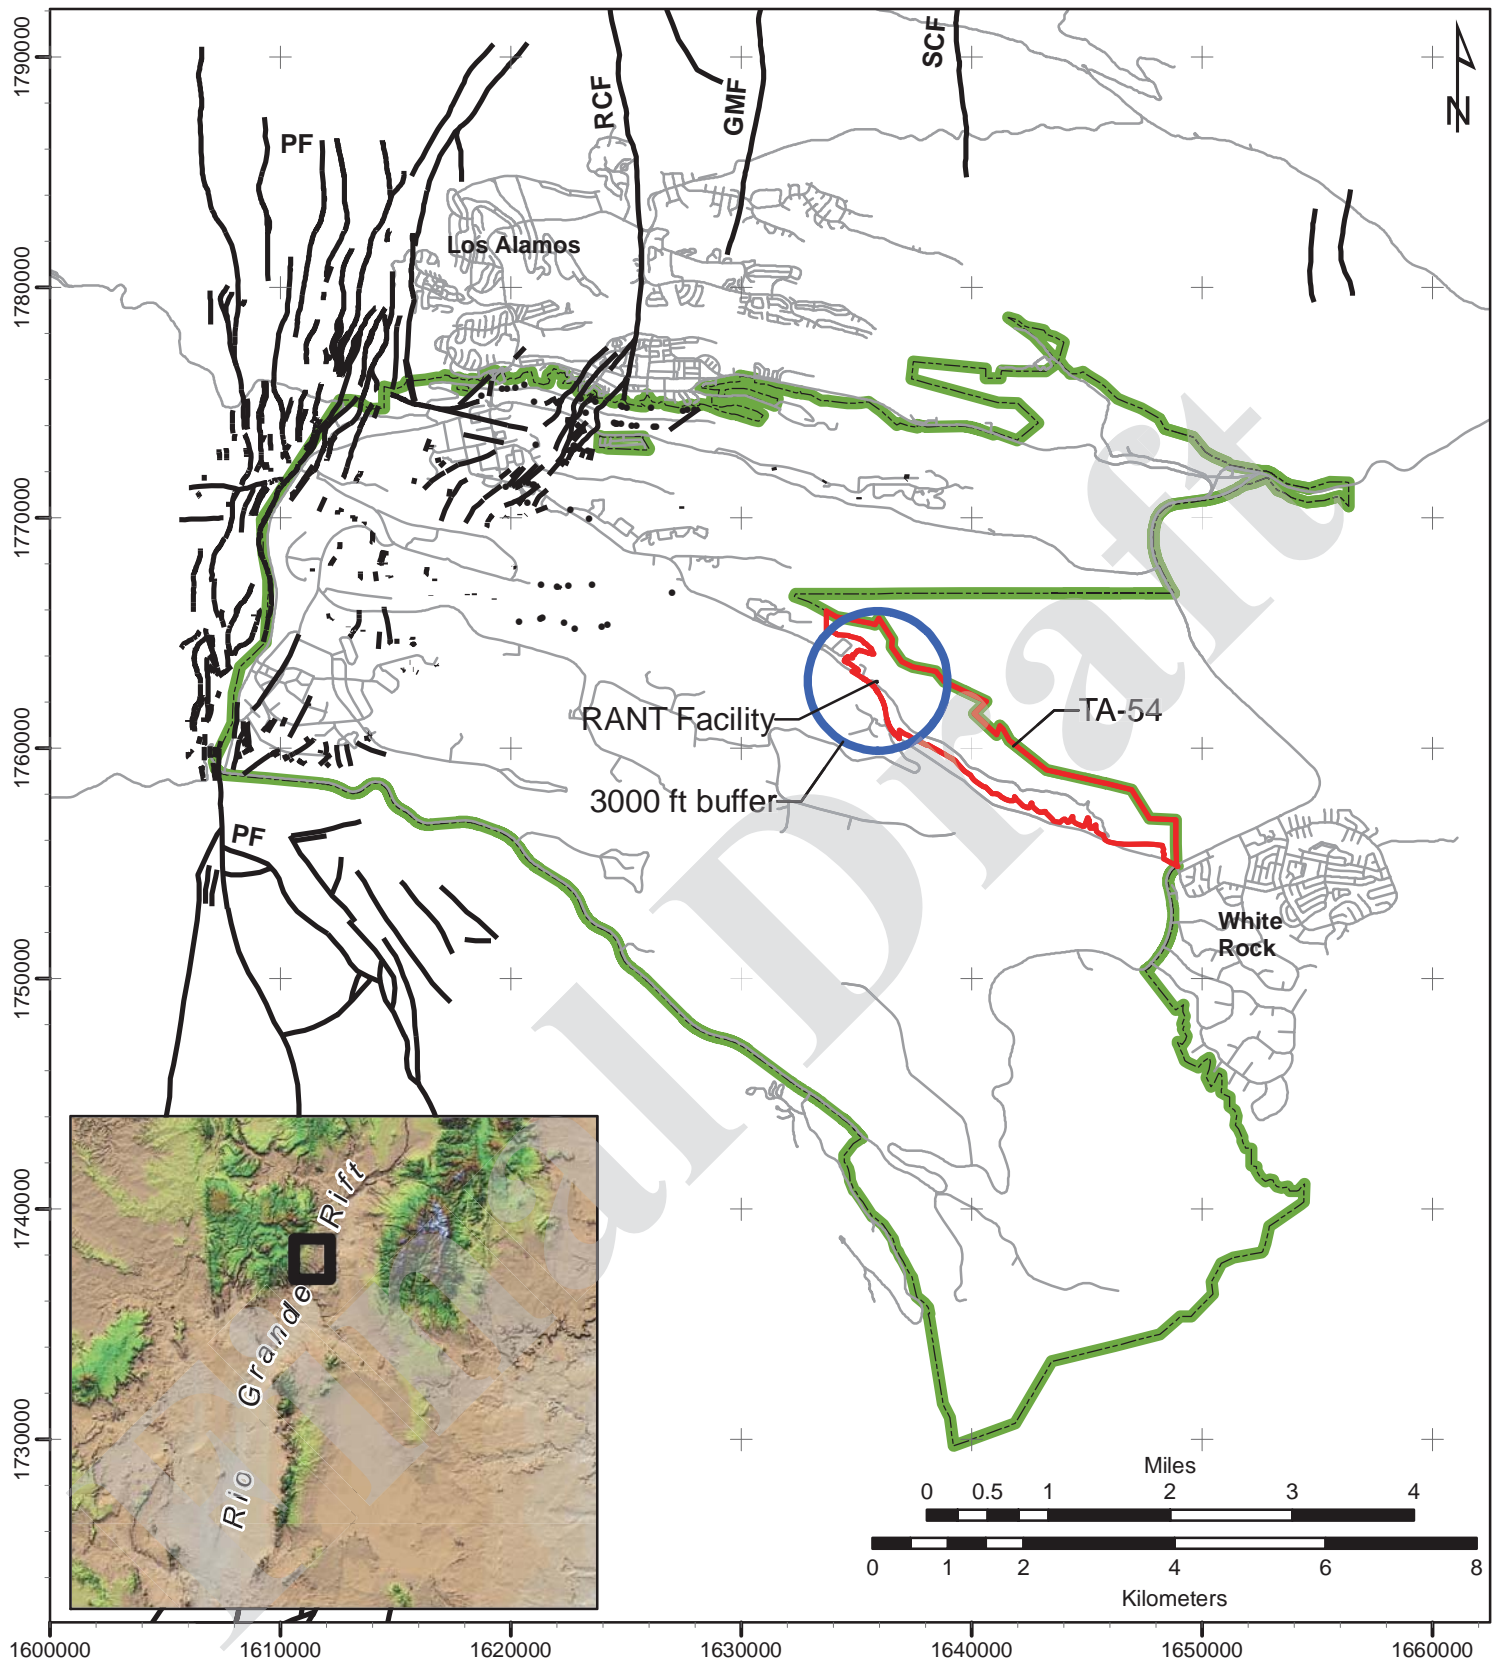 PF
RCF
GMF
SCF
N
Los Alamos
RANT Facility
TA-54
3000 ft buffer
PF
White
Rock
Rio Grande Rift
Miles
0 0.5 1 2 3 4
0 1 2 4 6 8
Kilometers
1790000
1780000
1770000
1760000
1750000
1740000
1730000
1600000 1610000 1620000 1630000 1640000 1650000 1660000
Final Draft